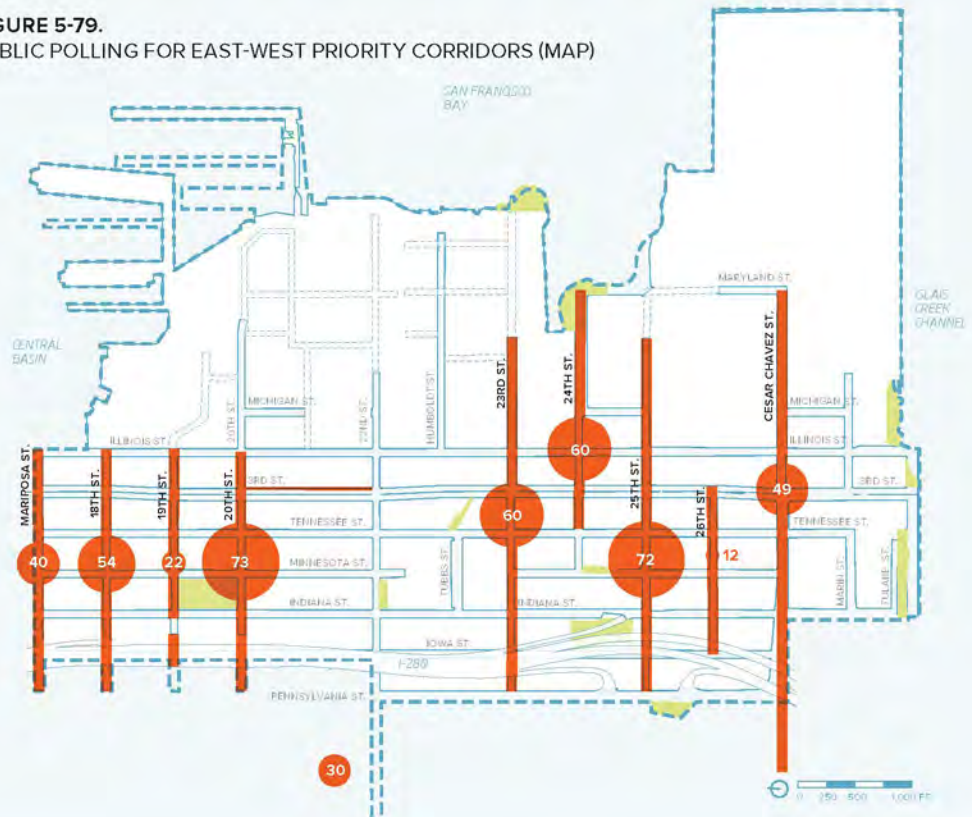 GURE 5-79.
BLIC POLLING FOR EAST-WEST PRIORITY CORRIDORS (MAP)
SAN FRANCISCO
BAY
MARYLAND ST.
CENTRAL
BASIN
GLAIS
CREEK
CHANNEL
MARIPOSA ST.
18TH ST.
19TH ST.
20TH ST.
20TH ST.
22ND ST.
HUMBOLDT ST.
23RD ST.
24TH ST.
25TH ST.
26TH ST.
CESAR CHAVEZ ST.
MICHIGAN ST.
MICHIGAN ST.
ILLINOIS ST.
ILLINOIS ST.
3RD ST.
3RD ST.
TENNESSEE ST.
TENNESSEE ST.
MINNESOTA ST.
INDIANA ST.
INDIANA ST.
TUBBS ST.
MARIN ST.
TULARE ST.
IOWA ST.
I-280
PENNSYLVANIA ST.
40
54
22
73
60
60
72
12
49
30
0 250 500 1,000 FT.